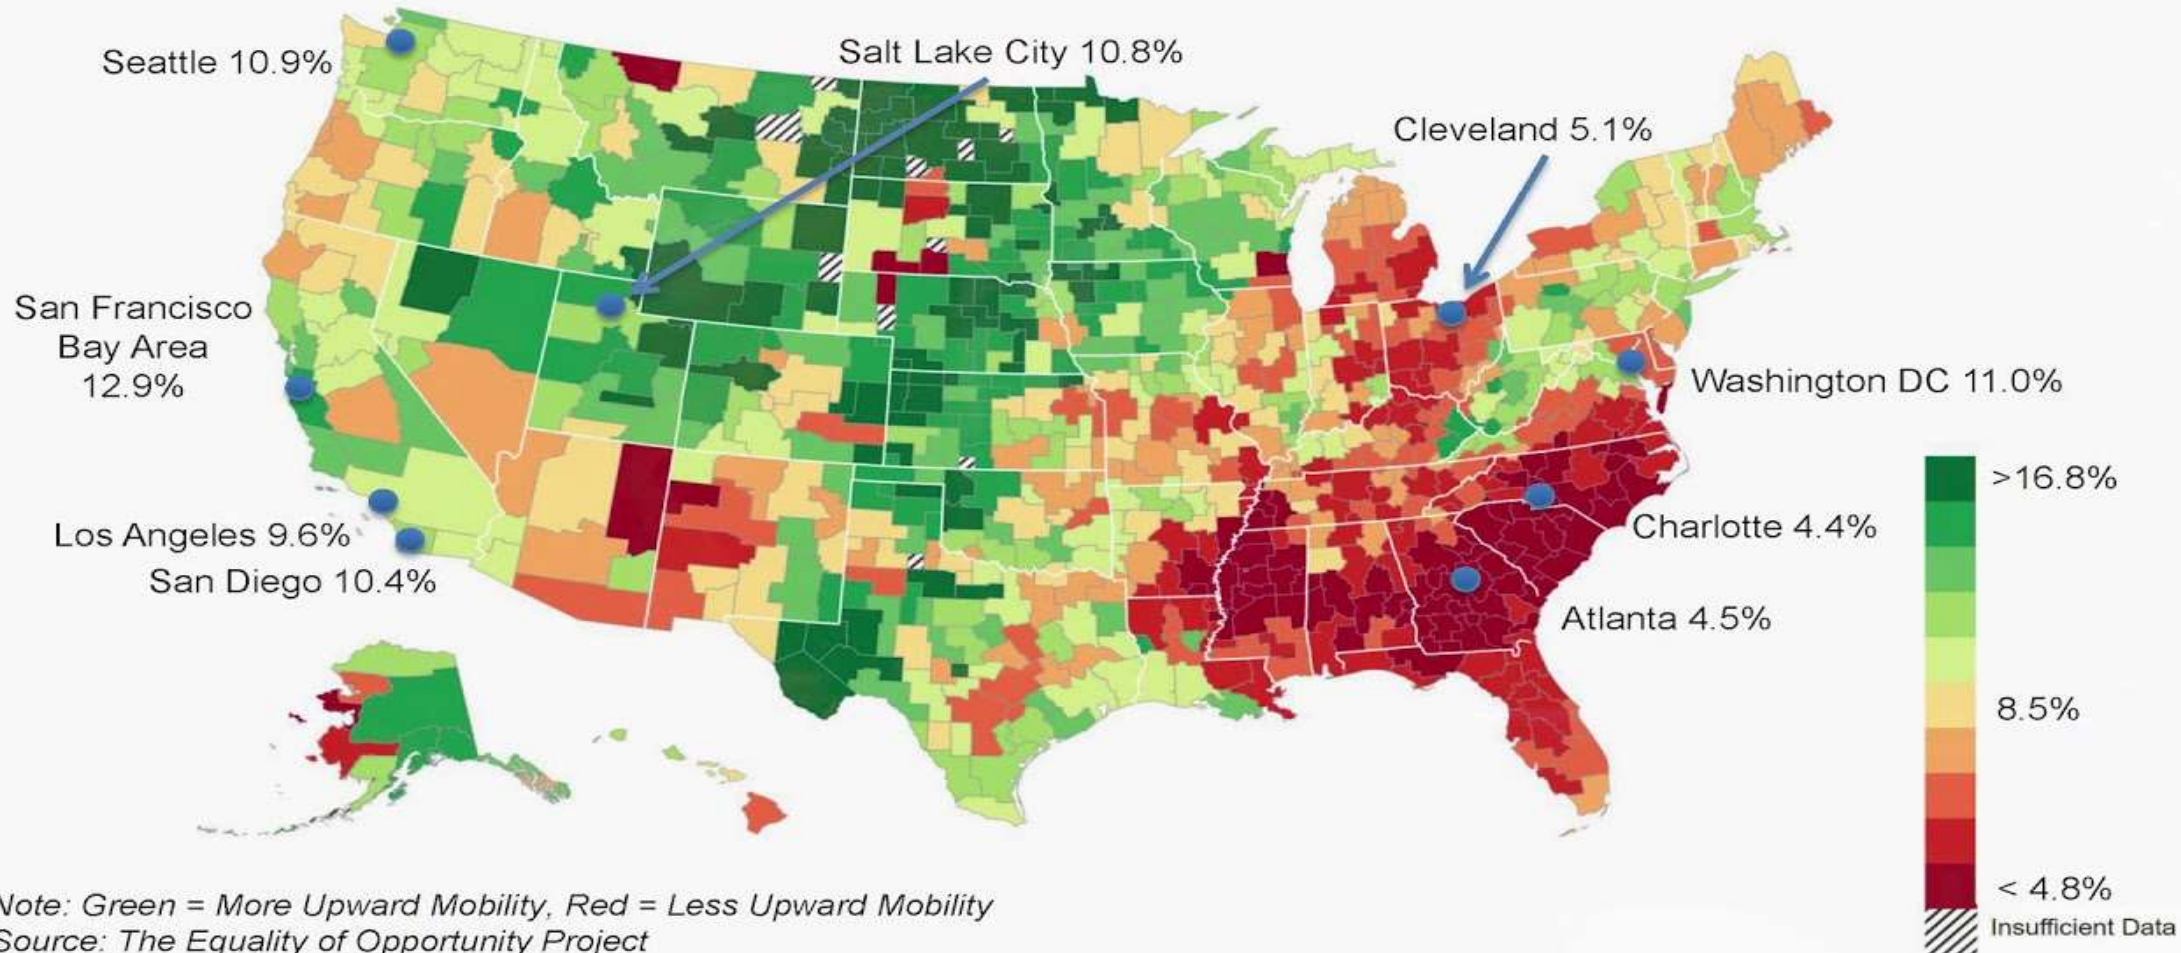 Seattle 10.9%
Salt Lake City 10.8%
Cleveland 5.1%
San Francisco
Bay Area
12.9%
Washington DC 11.0%
>16.8%
Charlotte 4.4%
Los Angeles 9.6%
San Diego 10.4%
Atlanta 4.5%
8.5%
< 4.8%
Insufficient Data
Note: Green = More Upward Mobility, Red = Less Upward Mobility
Source: The Equality of Opportunity Project